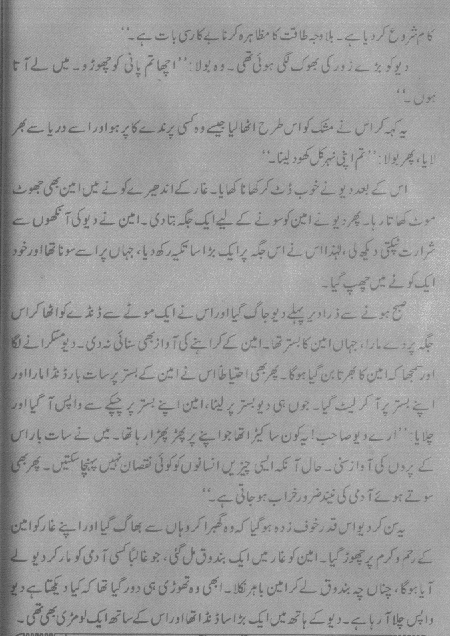 کام شروع کر دیا ہے۔ بلاوجہ طاقت کا مظاہرہ کرنا بے کار سی بات ہے۔“
دیو کو بڑے زور کی بھوک لگی ہوئی تھی۔ وہ بولا: ”اچھا تم پانی کو چھوڑو۔ میں لے آتا
ہوں۔“
یہ کہہ کر اس نے مشک کو اس طرح اٹھا لیا جیسے وہ کسی پرندے کا پر ہو اور اسے دریا سے بھر
لایا، پھر بولا: ”تم اپنی نہر کل کھود لینا۔“
اس کے بعد دیو نے خوب ڈٹ کر کھانا کھایا۔ غار کے اندھیرے کونے میں امین بھی جھوٹ
موٹ کھاتا رہا۔ پھر دیو نے امین کو سونے کے لیے ایک جگہ بتا دی۔ امین نے دیو کی آنکھوں سے
شرارت ٹپکتی دیکھ لی، لہٰذا اس نے اس جگہ پر ایک بڑا سا تکیہ رکھ دیا، جہاں پر اسے سونا تھا اور خود
ایک کونے میں چھپ گیا۔
صبح ہونے سے ذرا دیر پہلے دیو جاگ گیا اور اس نے ایک موٹے سے ڈنڈے کو اٹھا کر اس
جگہ پر دے مارا، جہاں امین کا بستر تھا۔ امین کے کراہنے کی آواز بھی سنائی نہ دی۔ دیو مسکرانے لگا
اور سمجھا کہ امین کا بھرتا بن گیا ہوگا۔ پھر بھی احتیاطاً اس نے امین کے بستر پر سات بار ڈنڈا مارا اور
اپنے بستر پر آ کر لیٹ گیا۔ جوں ہی دیو بستر پر لیٹا، امین اپنے بستر پر چپکے سے واپس آ گیا اور
چلایا: ”ارے دیو صاحب! یہ کون سا کیڑا تھا جو اپنے پر پھڑپھڑا رہا تھا۔ میں نے سات بار اس
کے پروں کی آواز سنی۔ حال آنکہ ایسی چیزیں انسانوں کو کوئی نقصان نہیں پہنچا سکتیں۔ پھر بھی
سوتے ہوئے آدمی کی نیند ضرور خراب ہو جاتی ہے۔“
یہ سن کر دیو اس قدر خوف زدہ ہو گیا کہ وہ گھبرا کر وہاں سے بھاگ گیا اور اپنے غار کو امین
کے رحم و کرم پر چھوڑ گیا۔ امین کو غار میں ایک بندوق مل گئی، جو غالباً کسی آدمی کو مار کر دیو لے
آیا ہوگا، چناں چہ بندوق لے کر امین باہر نکلا۔ ابھی وہ تھوڑی ہی دور گیا تھا کہ کیا دیکھتا ہے دیو
واپس چلا آ رہا ہے۔ دیو کے ہاتھ میں ایک بڑا سا ڈنڈا تھا اور اس کے ساتھ ایک لومڑی بھی تھی۔